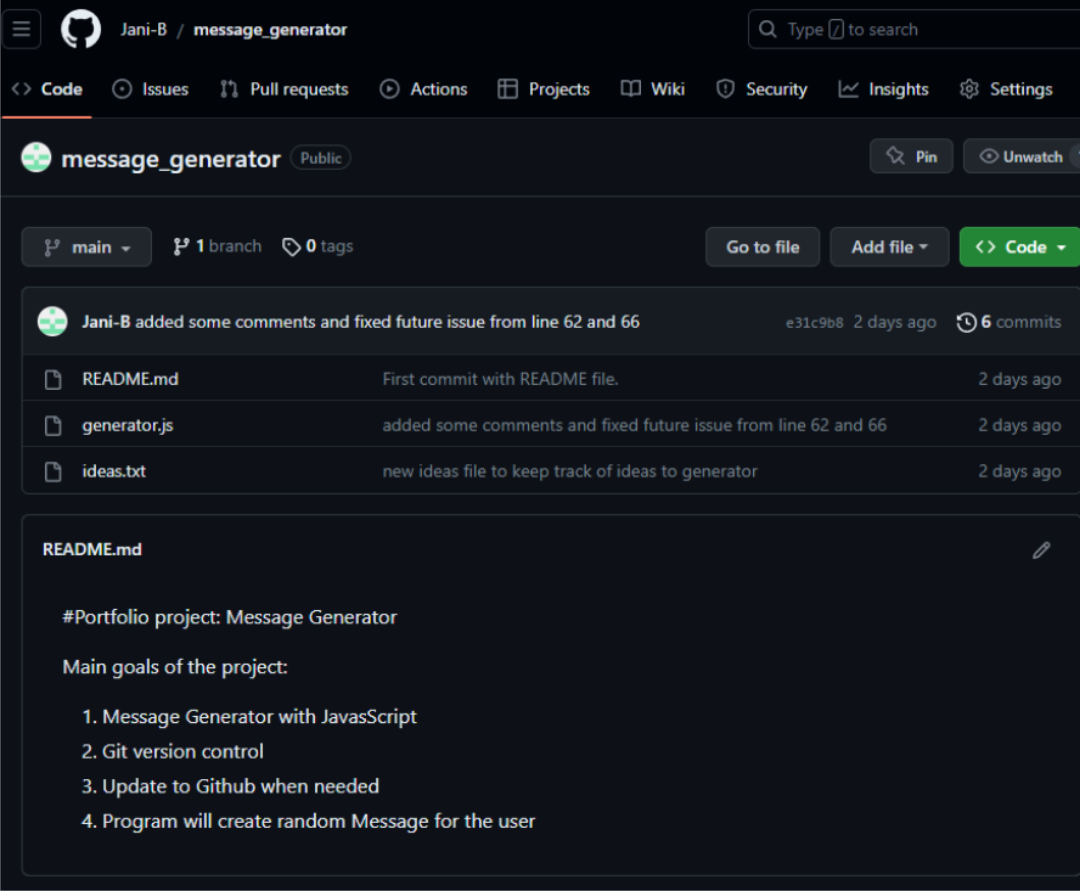 Jani-B / message_generator
Type / to search
Code Issues Pull requests Actions Projects Wiki Security Insights Settings
message_generator Public
Pin Unwatch
main 1 branch 0 tags Go to file Add file Code
Jani-B added some comments and fixed future issue from line 62 and 66 e31c9b8 2 days ago 6 commits
README.md First commit with README file. 2 days ago
generator.js added some comments and fixed future issue from line 62 and 66 2 days ago
ideas.txt new ideas file to keep track of ideas to generator 2 days ago
README.md
#Portfolio project: Message Generator
Main goals of the project:
1. Message Generator with JavasScript
2. Git version control
3. Update to Github when needed
4. Program will create random Message for the user